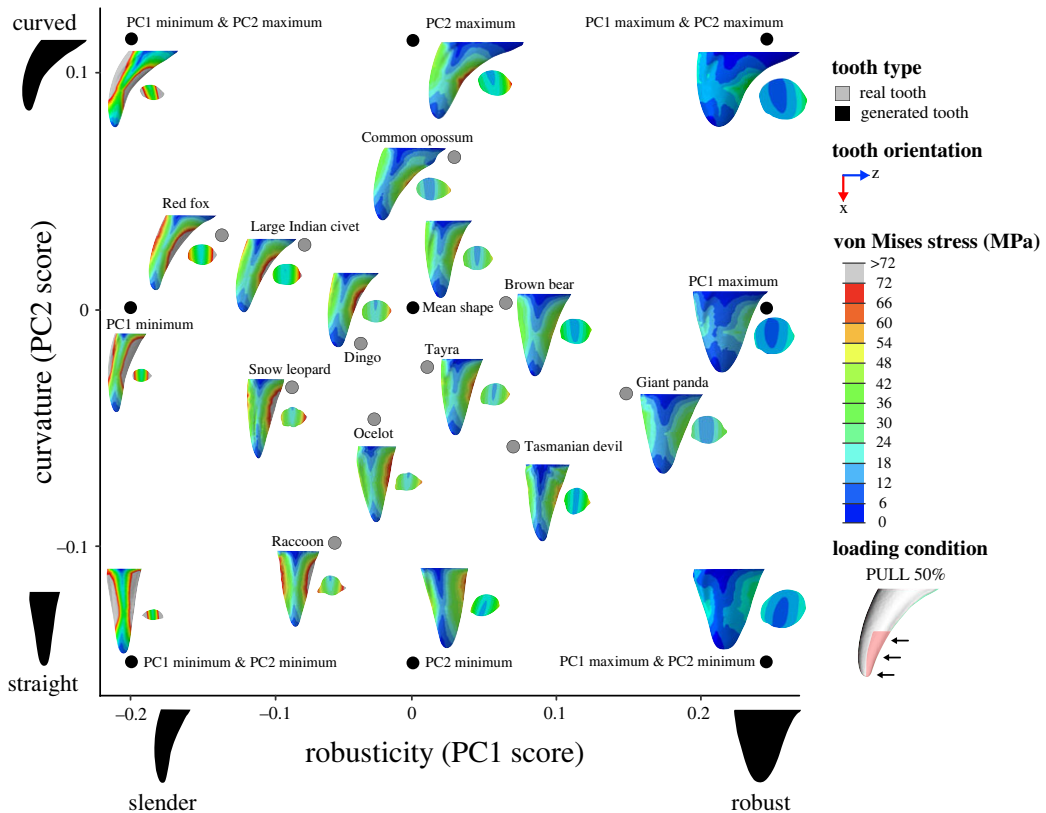 curved
PC1 minimum & PC2 maximum
PC2 maximum
PC1 maximum & PC2 maximum
0.1
tooth type
real tooth
generated tooth
Common opossum
tooth orientation
z
x
Red fox
Large Indian civet
von Mises stress (MPa)
>72
72
66
60
54
48
42
36
30
24
18
12
6
0
curvature (PC2 score)
Brown bear
PC1 maximum
0
Mean shape
PC1 minimum
Dingo
Tayra
Snow leopard
Giant panda
Ocelot
Tasmanian devil
Raccoon
–0.1
loading condition
PULL 50%
PC1 minimum & PC2 minimum
PC2 minimum
PC1 maximum & PC2 minimum
straight
–0.2
–0.1
0
0.1
0.2
robusticity (PC1 score)
slender
robust